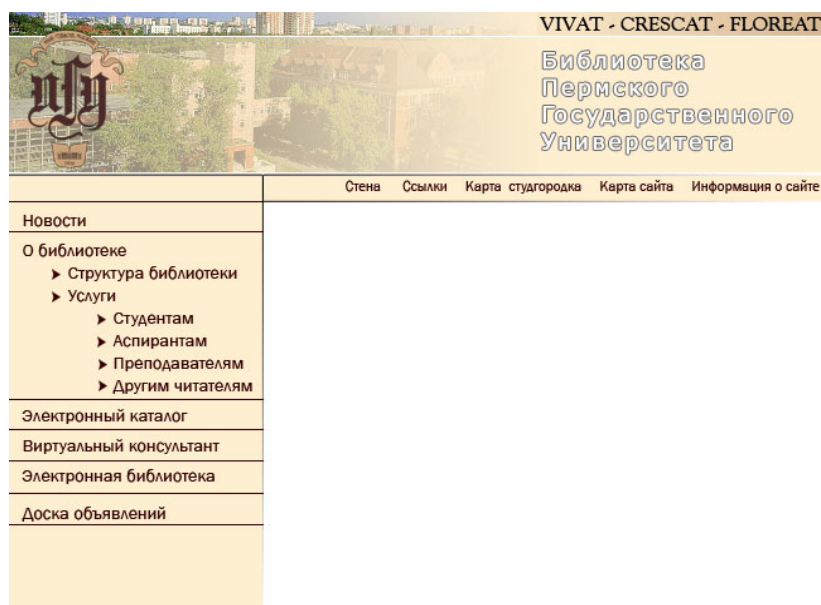 VIVAT - CRESCAT - FLOREAT
Библиотека
Пермского
Государственного
Университета
пгу
Стена Ссылки Карта студгородка Карта сайта Информация о сайте
Новости
О библиотеке
Структура библиотеки
Услуги
Студентам
Аспирантам
Преподавателям
Другим читателям
Электронный каталог
Виртуальный консультант
Электронная библиотека
Доска объявлений